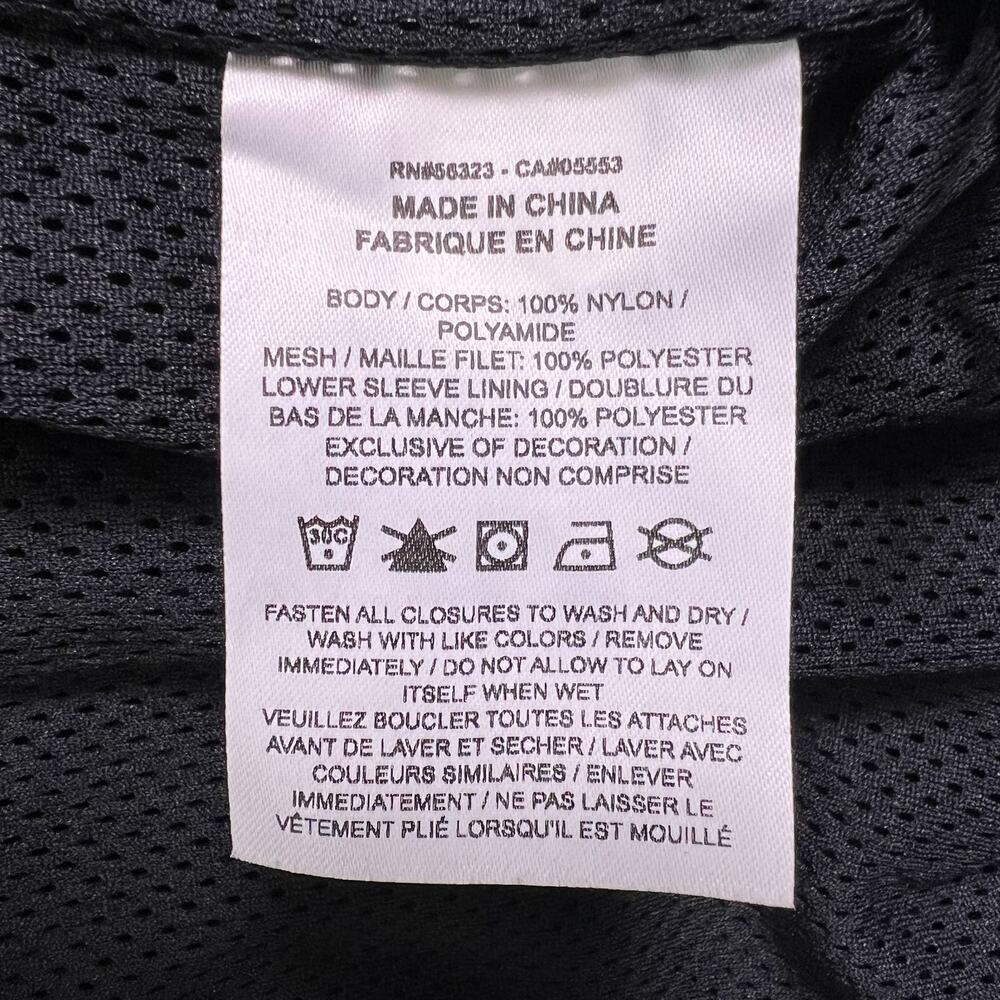 RN#56323 - CA#05553
MADE IN CHINA
FABRIQUE EN CHINE
BODY / CORPS: 100% NYLON /
POLYAMIDE
MESH / MAILLE FILET: 100% POLYESTER
LOWER SLEEVE LINING / DOUBLURE DU
BAS DE LA MANCHE: 100% POLYESTER
EXCLUSIVE OF DECORATION /
DECORATION NON COMPRISE
30C
FASTEN ALL CLOSURES TO WASH AND DRY /
WASH WITH LIKE COLORS / REMOVE
IMMEDIATELY / DO NOT ALLOW TO LAY ON
ITSELF WHEN WET
VEUILLEZ BOUCLER TOUTES LES ATTACHES
AVANT DE LAVER ET SECHER / LAVER AVEC
COULEURS SIMILAIRES / ENLEVER
IMMEDIATEMENT / NE PAS LAISSER LE
VÊTEMENT PLIÉ LORSQU'IL EST MOUILLÉ